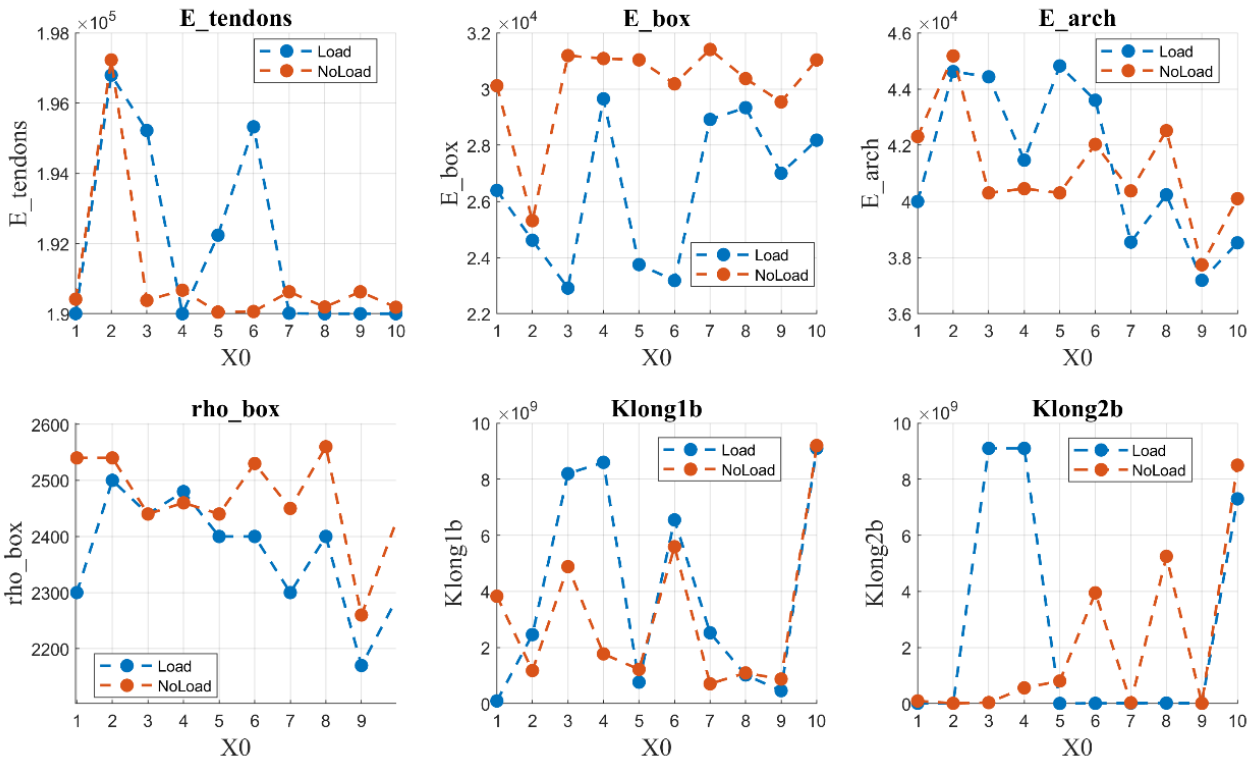 E_tendons
×10^5
1.98
1.96
1.94
1.92
1.9
E_tendons
1 2 3 4 5 6 7 8 9 10
X0
Load
NoLoad
E_box
×10^4
3.2
3
2.8
2.6
2.4
2.2
E_box
1 2 3 4 5 6 7 8 9 10
X0
Load
NoLoad
E_arch
×10^4
4.6
4.4
4.2
4
3.8
3.6
E_arch
1 2 3 4 5 6 7 8 9 10
X0
Load
NoLoad
rho_box
2600
2500
2400
2300
2200
rho_box
1 2 3 4 5 6 7 8 9
X0
Load
NoLoad
Klong1b
×10^9
10
8
6
4
2
0
Klong1b
1 2 3 4 5 6 7 8 9 10
X0
Load
NoLoad
Klong2b
×10^9
10
8
6
4
2
0
Klong2b
1 2 3 4 5 6 7 8 9 10
X0
Load
NoLoad